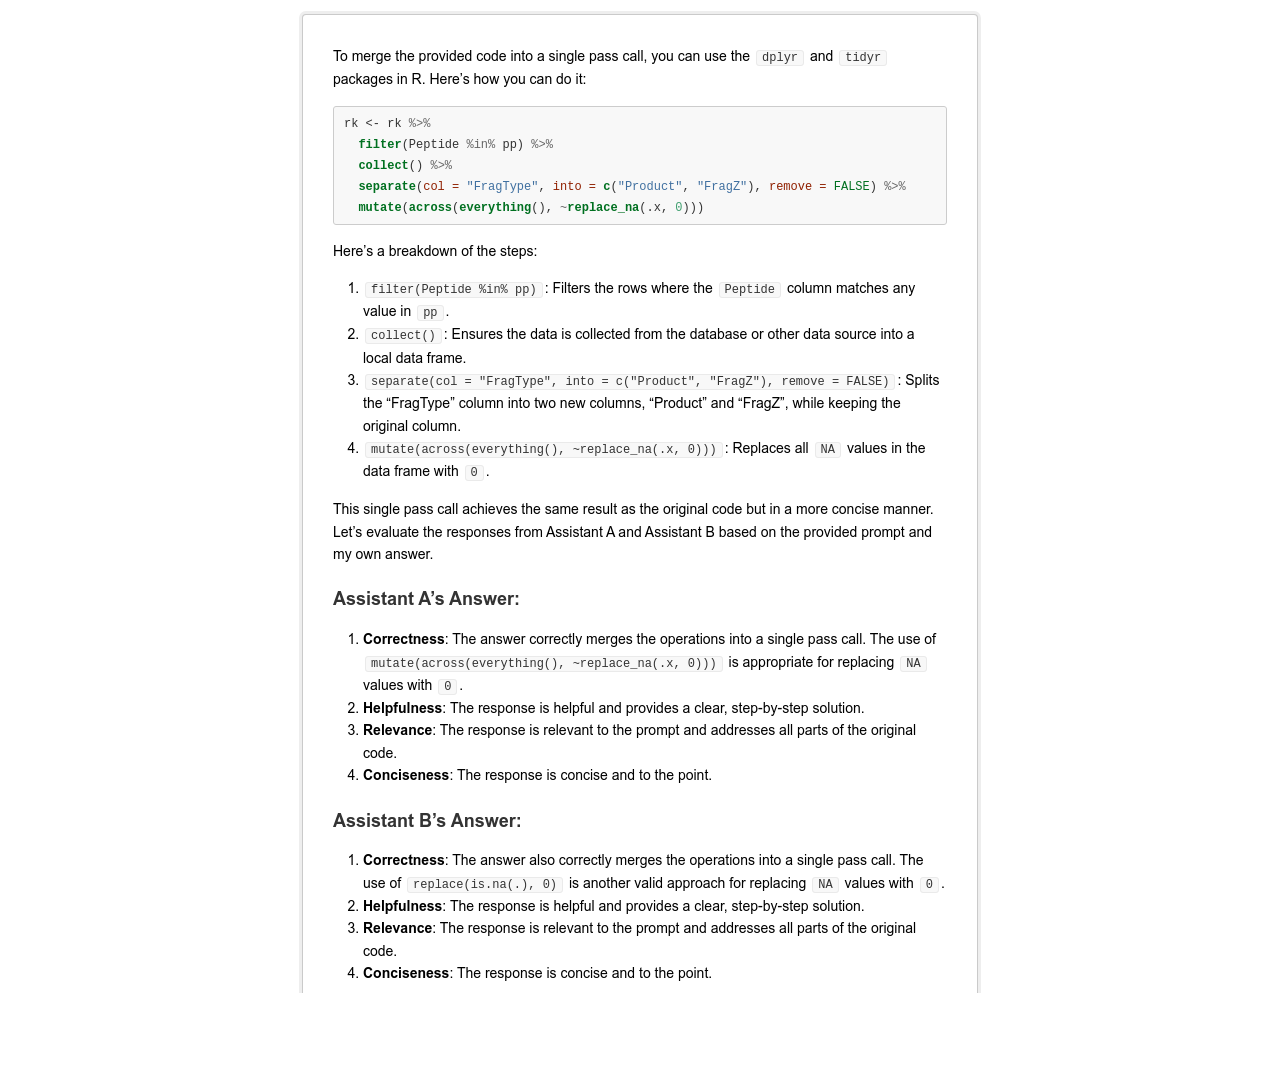 To merge the provided code into a single pass call, you can use the dplyr and tidyr
packages in R. Here’s how you can do it:
rk <- rk %>%
  filter(Peptide %in% pp) %>%
  collect() %>%
  separate(col = "FragType", into = c("Product", "FragZ"), remove = FALSE) %>%
  mutate(across(everything(), ~replace_na(.x, 0)))
Here’s a breakdown of the steps:
1. filter(Peptide %in% pp) : Filters the rows where the Peptide column matches any
value in pp .
2. collect() : Ensures the data is collected from the database or other data source into a
local data frame.
3. separate(col = "FragType", into = c("Product", "FragZ"), remove = FALSE) : Splits
the “FragType” column into two new columns, “Product” and “FragZ”, while keeping the
original column.
4. mutate(across(everything(), ~replace_na(.x, 0))) : Replaces all NA values in the
data frame with 0 .
This single pass call achieves the same result as the original code but in a more concise manner.
Let’s evaluate the responses from Assistant A and Assistant B based on the provided prompt and
my own answer.
Assistant A’s Answer:
1. Correctness: The answer correctly merges the operations into a single pass call. The use of
mutate(across(everything(), ~replace_na(.x, 0))) is appropriate for replacing NA
values with 0 .
2. Helpfulness: The response is helpful and provides a clear, step-by-step solution.
3. Relevance: The response is relevant to the prompt and addresses all parts of the original
code.
4. Conciseness: The response is concise and to the point.
Assistant B’s Answer:
1. Correctness: The answer also correctly merges the operations into a single pass call. The
use of replace(is.na(.), 0) is another valid approach for replacing NA values with 0 .
2. Helpfulness: The response is helpful and provides a clear, step-by-step solution.
3. Relevance: The response is relevant to the prompt and addresses all parts of the original
code.
4. Conciseness: The response is concise and to the point.